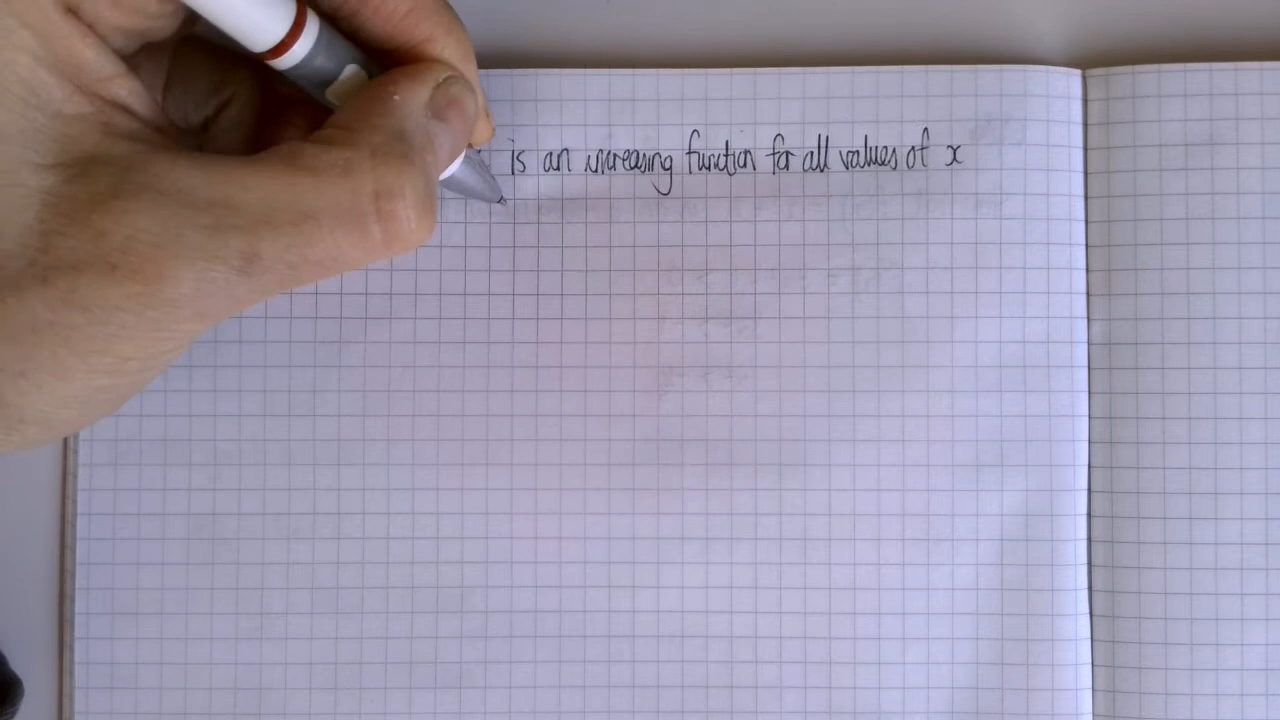 is an increasing function for all values of x